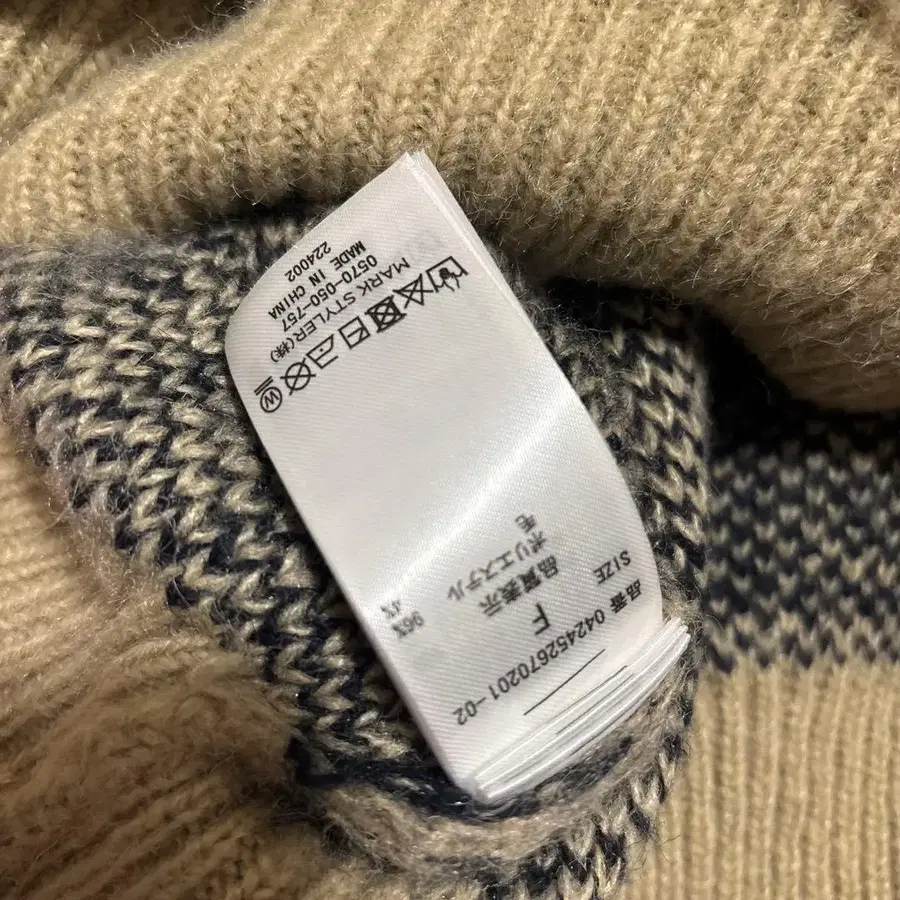 品番 042452670201-02
SIZE
F
品質表示
ポリエステル 96%
毛 4%
MARK STYLER(株)
0570-050-757
MADE IN CHINA
224002